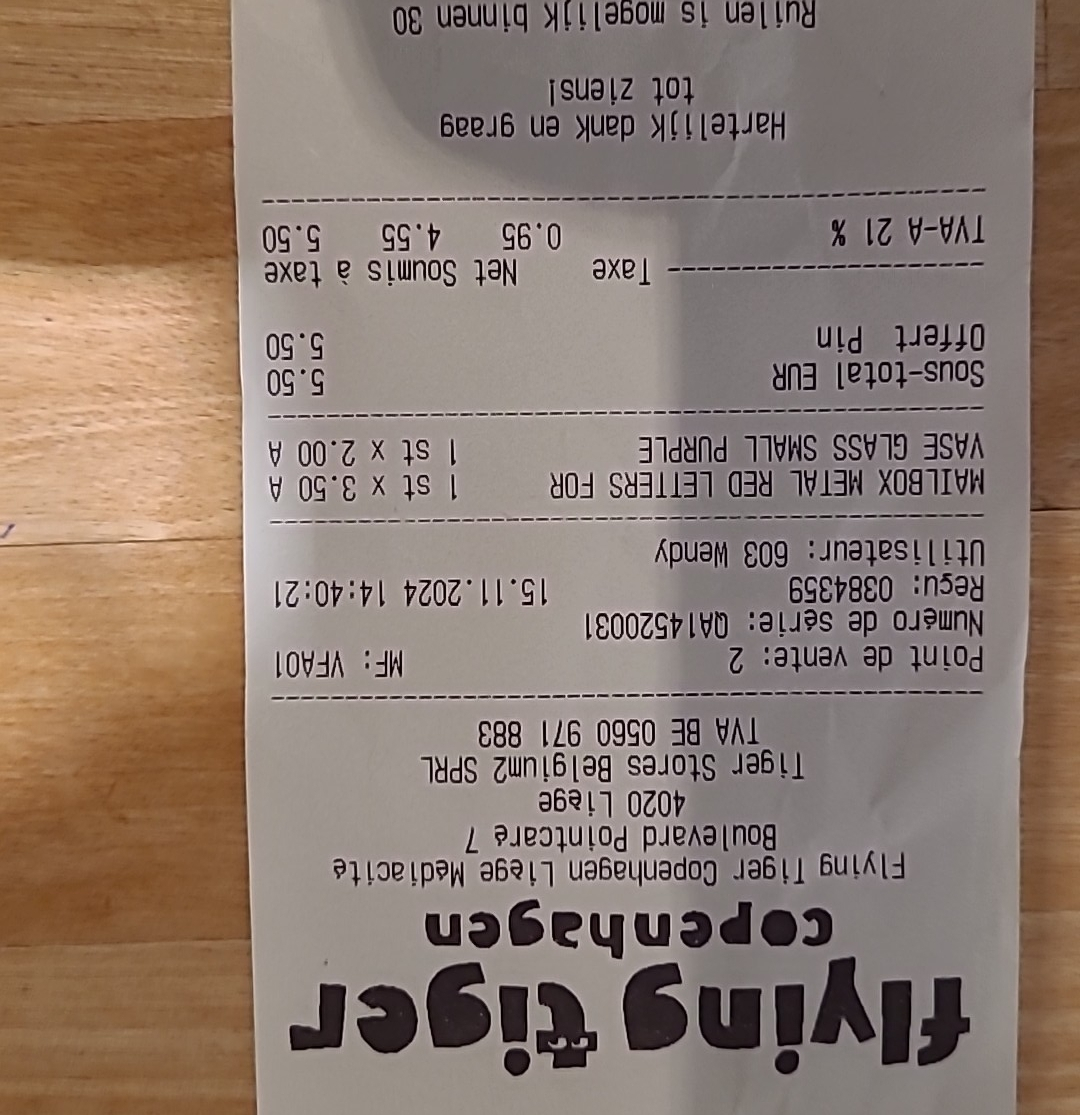 flying tiger
copenhagen
Flying Tiger Copenhagen Liège Médiacité
Boulevard Pointcaré 7
4020 Liège
Tiger Stores Belgium2 SPRL
TVA BE 0560 971 883
Point de vente: 2 MF: VFA01
Numéro de série: QA14520031
Reçu: 0384359 15.11.2024 14:40:21
Utilisateur: 603 Wendy
MAILBOX METAL RED LETTERS FOR 1 st x 3.50 A
VASE GLASS SMALL PURPLE 1 st x 2.00 A
Sous-total EUR 5.50
Offert Pin 5.50
Taxe Net Soumis à taxe
TVA-A 21 % 0.95 4.55 5.50
Hartelijk dank en graag
tot ziens!
Ruilen is mogelijk binnen 30